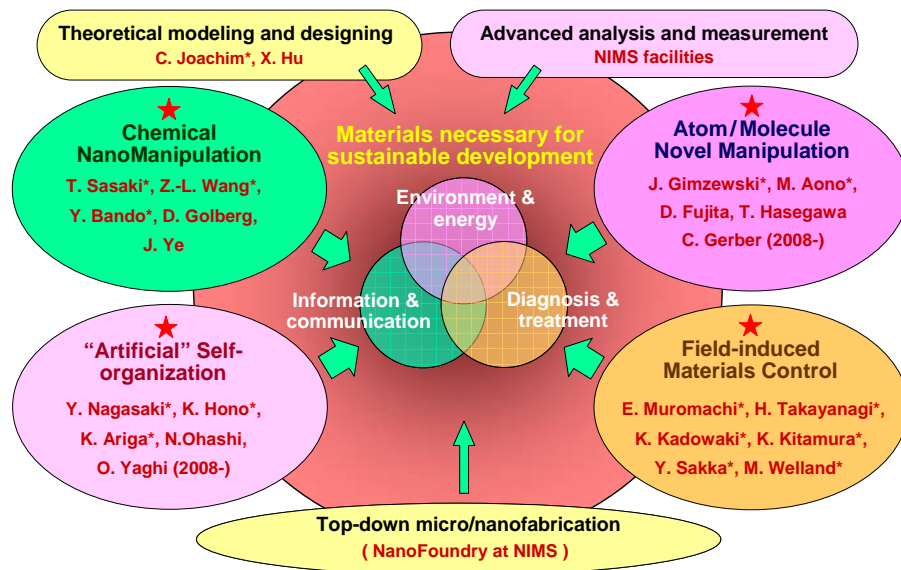 Theoretical modeling and designing
C. Joachim*, X. Hu
Advanced analysis and measurement
NIMS facilities
Chemical
NanoManipulation
T. Sasaki*, Z.-L. Wang*,
Y. Bando*, D. Golberg,
J. Ye
Materials necessary for
sustainable development
Atom/Molecule
Novel Manipulation
J. Gimzewski*, M. Aono*,
D. Fujita, T. Hasegawa
C. Gerber (2008-)
Environment &
energy
Information &
communication
Diagnosis &
treatment
“Artificial” Self-
organization
Y. Nagasaki*, K. Hono*,
K. Ariga*, N.Ohashi,
O. Yaghi (2008-)
Field-induced
Materials Control
E. Muromachi*, H. Takayanagi*,
K. Kadowaki*, K. Kitamura*,
Y. Sakka*, M. Welland*
Top-down micro/nanofabrication
( NanoFoundry at NIMS )